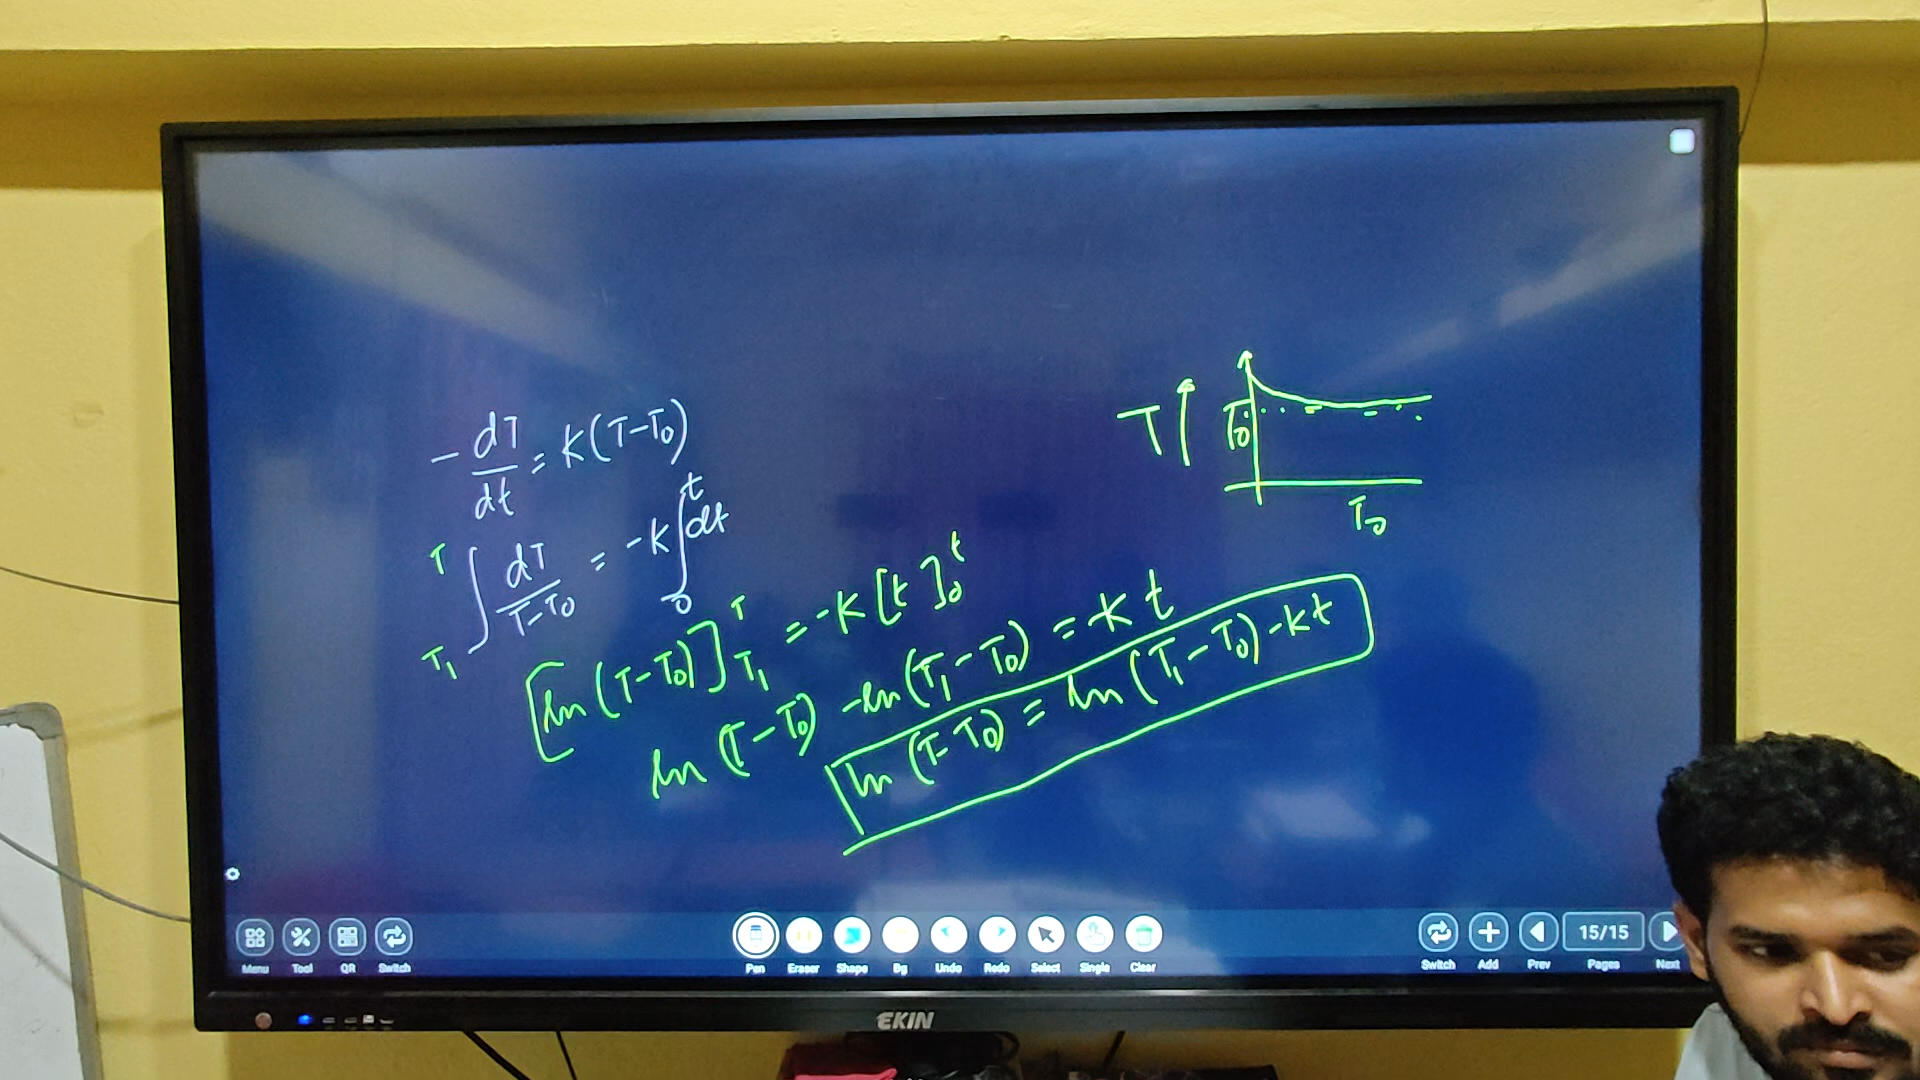 -dT/dt = K(T-T₀)
∫_{T₁}^{T} dT/(T-T₀) = -K ∫_0^t dt
[ln(T-T₀)]_{T₁}^{T} = -K[t]_0^t
ln(T-T₀) - ln(T₁-T₀) = -Kt
ln(T-T₀) = ln(T₁-T₀) - Kt
T↑
T₀
T₀
Menu Tool QR Switch
Pen Eraser Shape Bg Undo Redo Select Single Clear
Switch Add Prev 15/15 Pages Next
EKIN